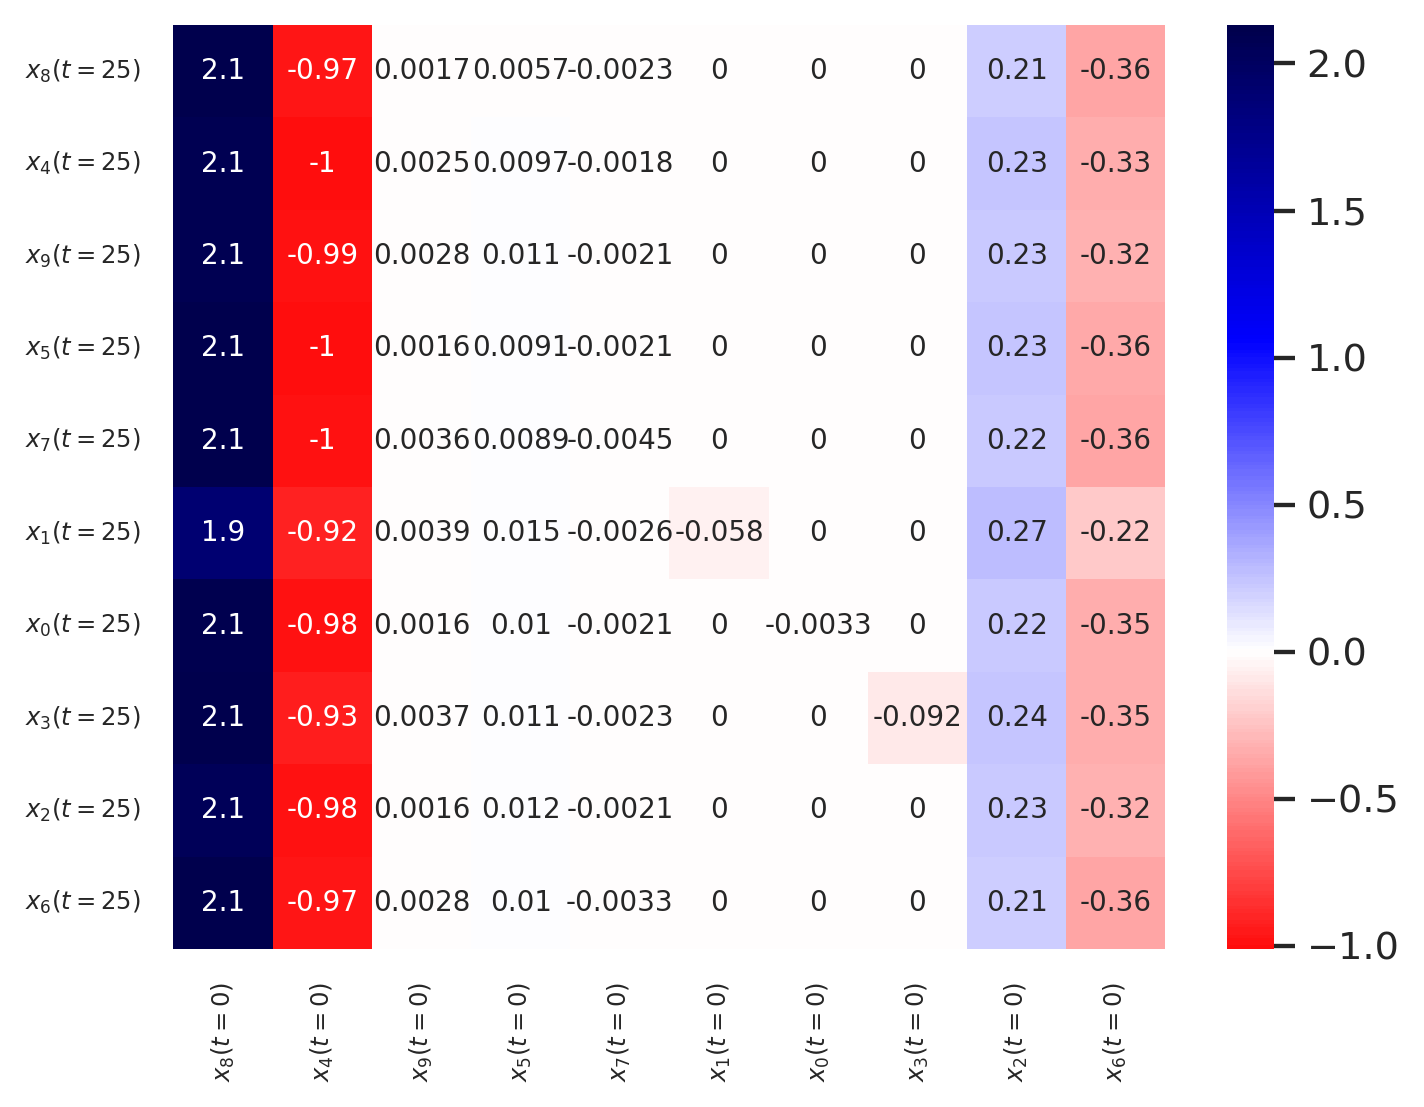 x₈(t = 25) 2.1 -0.97 0.0017 0.0057 -0.0023 0 0 0 0.21 -0.36
x₄(t = 25) 2.1 -1 0.0025 0.0097 -0.0018 0 0 0 0.23 -0.33
x₉(t = 25) 2.1 -0.99 0.0028 0.011 -0.0021 0 0 0 0.23 -0.32
x₅(t = 25) 2.1 -1 0.0016 0.0091 -0.0021 0 0 0 0.23 -0.36
x₇(t = 25) 2.1 -1 0.0036 0.0089 -0.0045 0 0 0 0.22 -0.36
x₁(t = 25) 1.9 -0.92 0.0039 0.015 -0.0026 -0.058 0 0 0.27 -0.22
x₀(t = 25) 2.1 -0.98 0.0016 0.01 -0.0021 0 -0.0033 0 0.22 -0.35
x₃(t = 25) 2.1 -0.93 0.0037 0.011 -0.0023 0 0 -0.092 0.24 -0.35
x₂(t = 25) 2.1 -0.98 0.0016 0.012 -0.0021 0 0 0 0.23 -0.32
x₆(t = 25) 2.1 -0.97 0.0028 0.01 -0.0033 0 0 0 0.21 -0.36
x₈(t = 0)
x₄(t = 0)
x₉(t = 0)
x₅(t = 0)
x₇(t = 0)
x₁(t = 0)
x₀(t = 0)
x₃(t = 0)
x₂(t = 0)
x₆(t = 0)
2.0
1.5
1.0
0.5
0.0
−0.5
−1.0